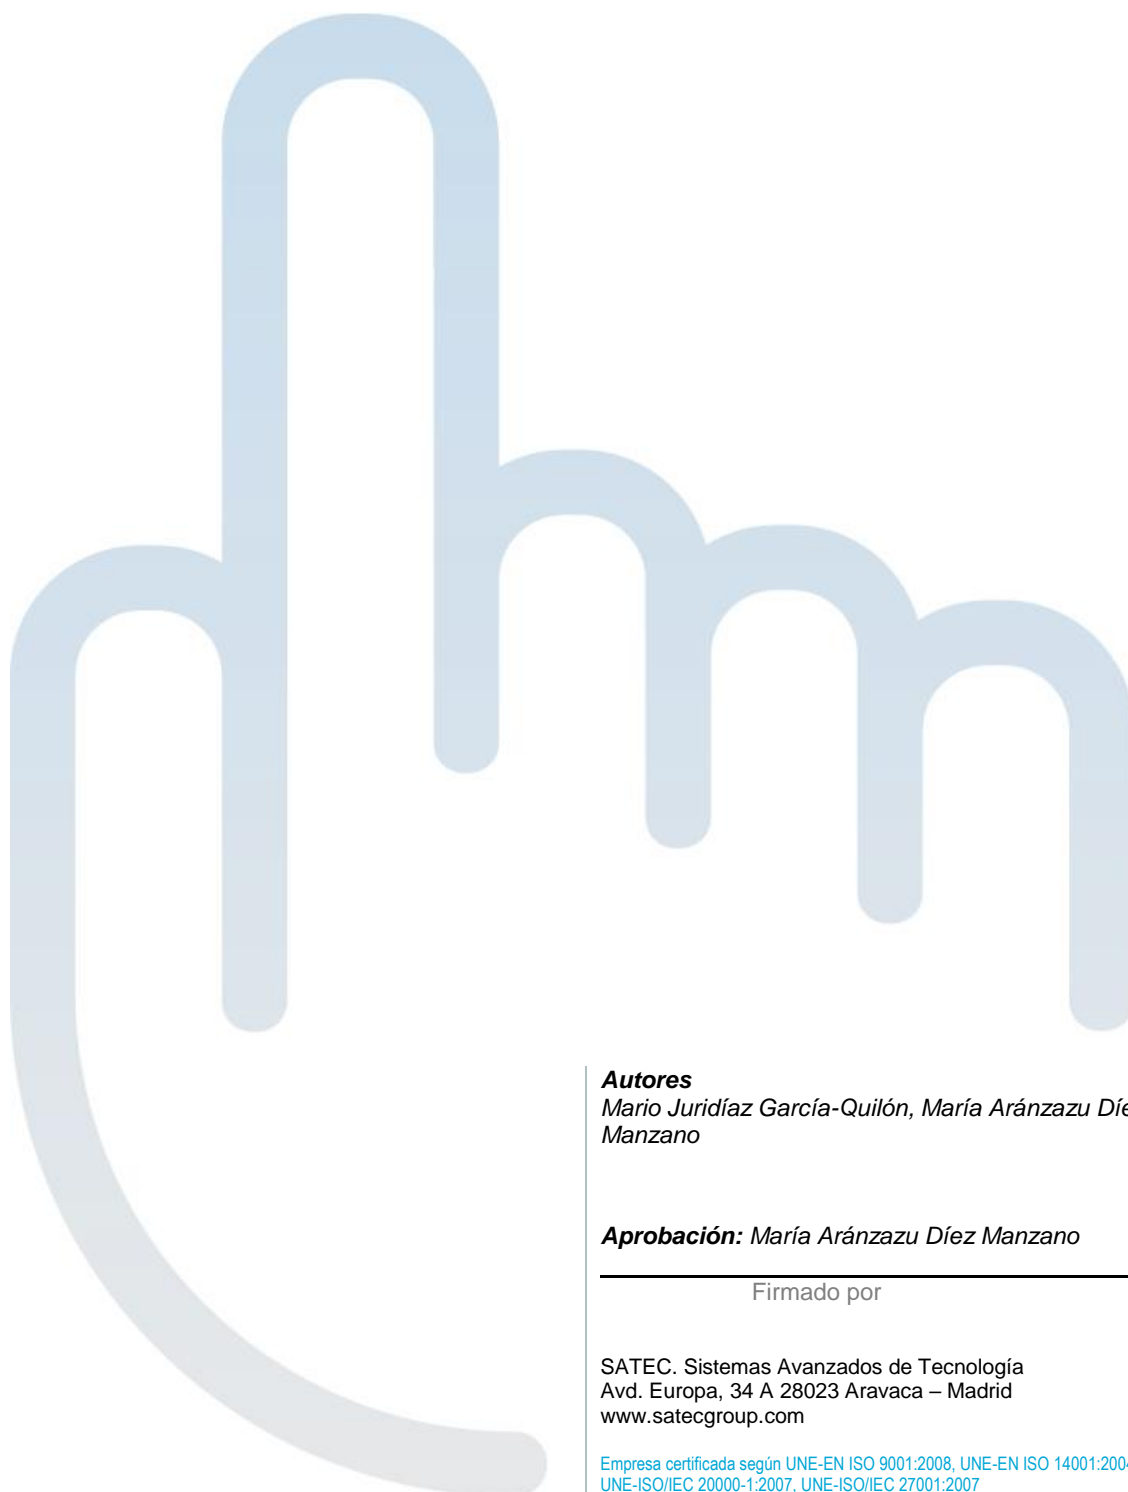 Autores
Mario Juridíaz García-Quilón, María Aránzazu
Manzano
Aprobación: María Aránzazu Díez Manzano
Firmado por
SATEC. Sistemas Avanzados de Tecnología
Avd. Europa, 34 A 28023 Aravaca – Madrid
www.satecgroup.com
Empresa certificada según UNE-EN ISO 9001:2008, UNE-EN ISO 14001:2004
UNE-ISO/IEC 20000-1:2007, UNE-ISO/IEC 27001:2007